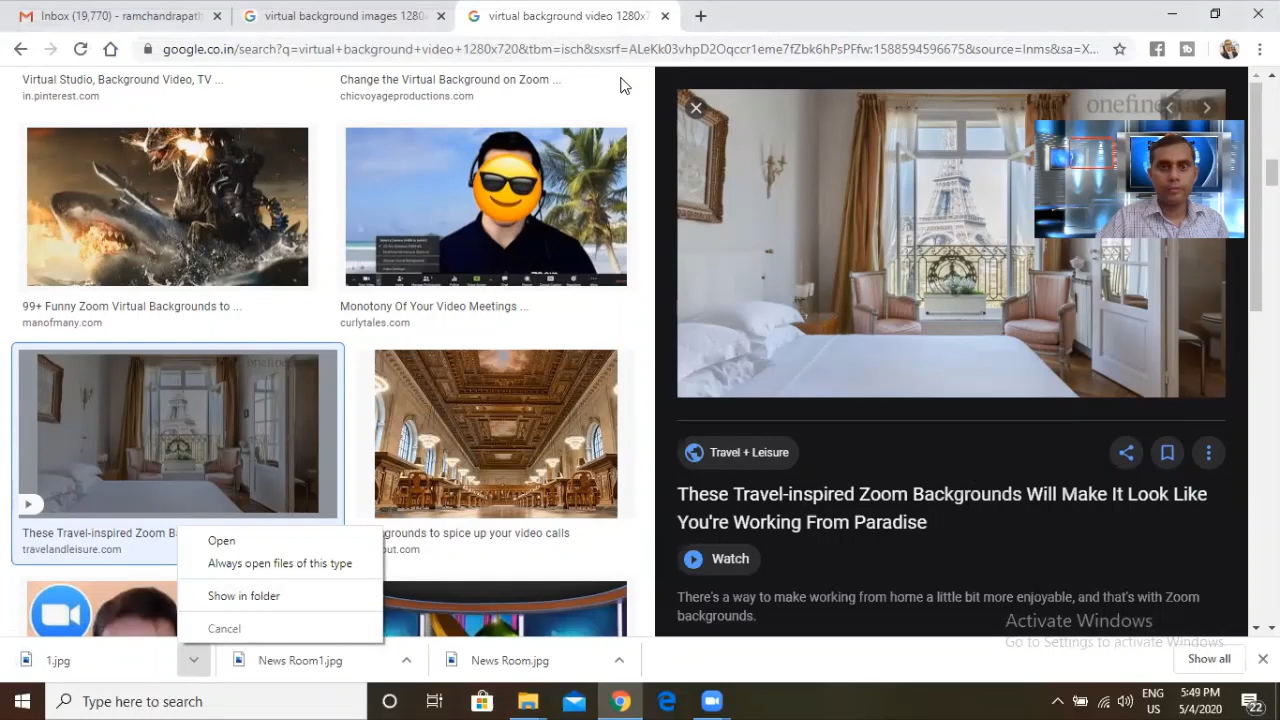 Inbox (19,770) - ramchandrapath
virtual background images 1280
virtual background video 1280x7
google.co.in/search?q=virtual+background+video+1280x720&tbm=isch&sxsrf=ALeKk03vhpD2Oqccr1eme7fZbk6hPsPFfw:1588594596675&source=lnms&sa=X...
Virtual Studio, Background Video, TV ...
in.pinterest.com
Change the Virtual Background on Zoom ...
chicvoyageproductions.com
onefine
99+ Funny Zoom Virtual Backgrounds to ...
manofmany.com
Monotony Of Your Video Meetings ...
curlytales.com
onefine
Travel + Leisure
These Travel-inspired Zoom Backgrounds Will Make It Look Like
You're Working From Paradise
Watch
There's a way to make working from home a little bit more enjoyable, and that's with Zoom
backgrounds.
These Travel-inspired Zoom B
travelandleisure.com
grounds to spice up your video calls
out.com
Open
Always open files of this type
Show in folder
Cancel
Activate Windows
Go to Settings to activate Windows.
1.jpg
News Room1.jpg
News Room.jpg
Show all
Type here to search
ENG
US
5:49 PM
5/4/2020
22